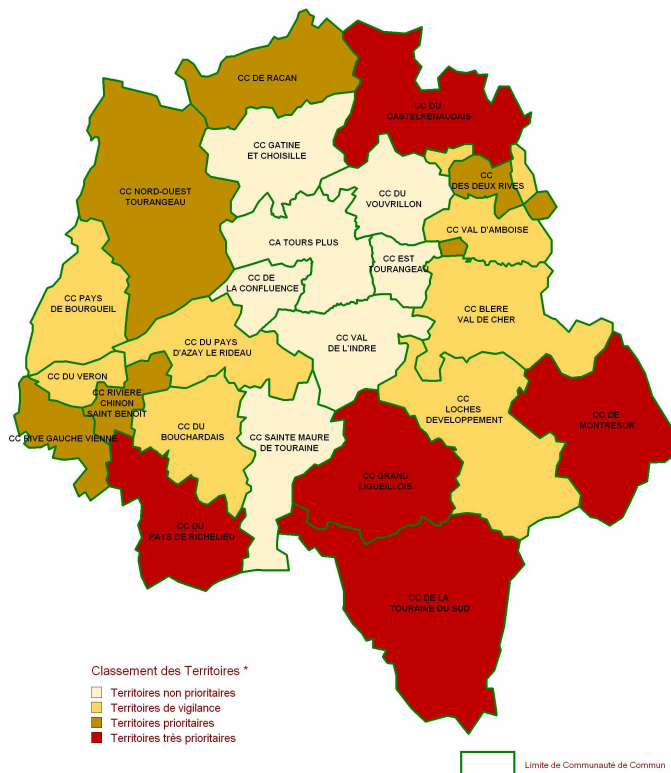 CC DE RACAN
CC DU
CASTELRENAUDAIS
CC GATINE
ET CHOISILLE
CC NORD-OUEST
TOURANGEAU
CC
DES DEUX RIVES
CC DU
VOUVRILLON
CC VAL D'AMBOISE
CA TOURS PLUS
CC EST
TOURANGEAU
CC DE
LA CONFLUENCE
CC PAYS
DE BOURGUEIL
CC BLERE
VAL DE CHER
CC DU PAYS
D'AZAY LE RIDEAU
CC VAL
DE L'INDRE
CC DU VERON
CC RIVIERE
CHINON
SAINT BENOIT
CC
LOCHES
DEVELOPPEMENT
CC DE
MONTRESOR
CC DU
BOUCHARDAIS
CC RIVE GAUCHE VIENNE
CC SAINTE MAURE
DE TOURAINE
CC GRAND
LIGUEILLOIS
CC DU
PAYS DE RICHELIEU
CC DE LA
TOURAINE DU SUD
Classement des Territoires *
Territoires non prioritaires
Territoires de vigilance
Territoires prioritaires
Territoires très prioritaires
Limite de Communauté de Commun